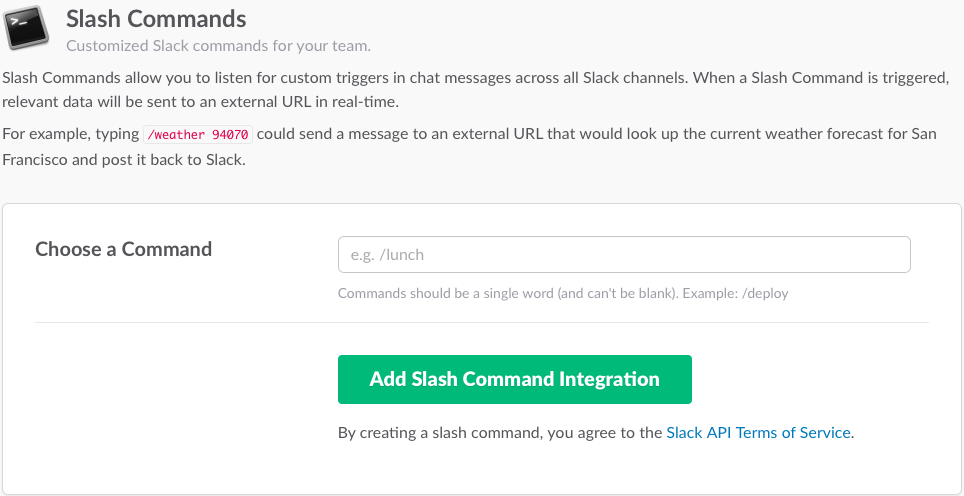 >_
Slash Commands
Customized Slack commands for your team.
Slash Commands allow you to listen for custom triggers in chat messages across all Slack channels. When a Slash Command is triggered,
relevant data will be sent to an external URL in real-time.
For example, typing /weather 94070 could send a message to an external URL that would look up the current weather forecast for San
Francisco and post it back to Slack.
Choose a Command
e.g. /lunch
Commands should be a single word (and can't be blank). Example: /deploy
Add Slash Command Integration
By creating a slash command, you agree to the Slack API Terms of Service.